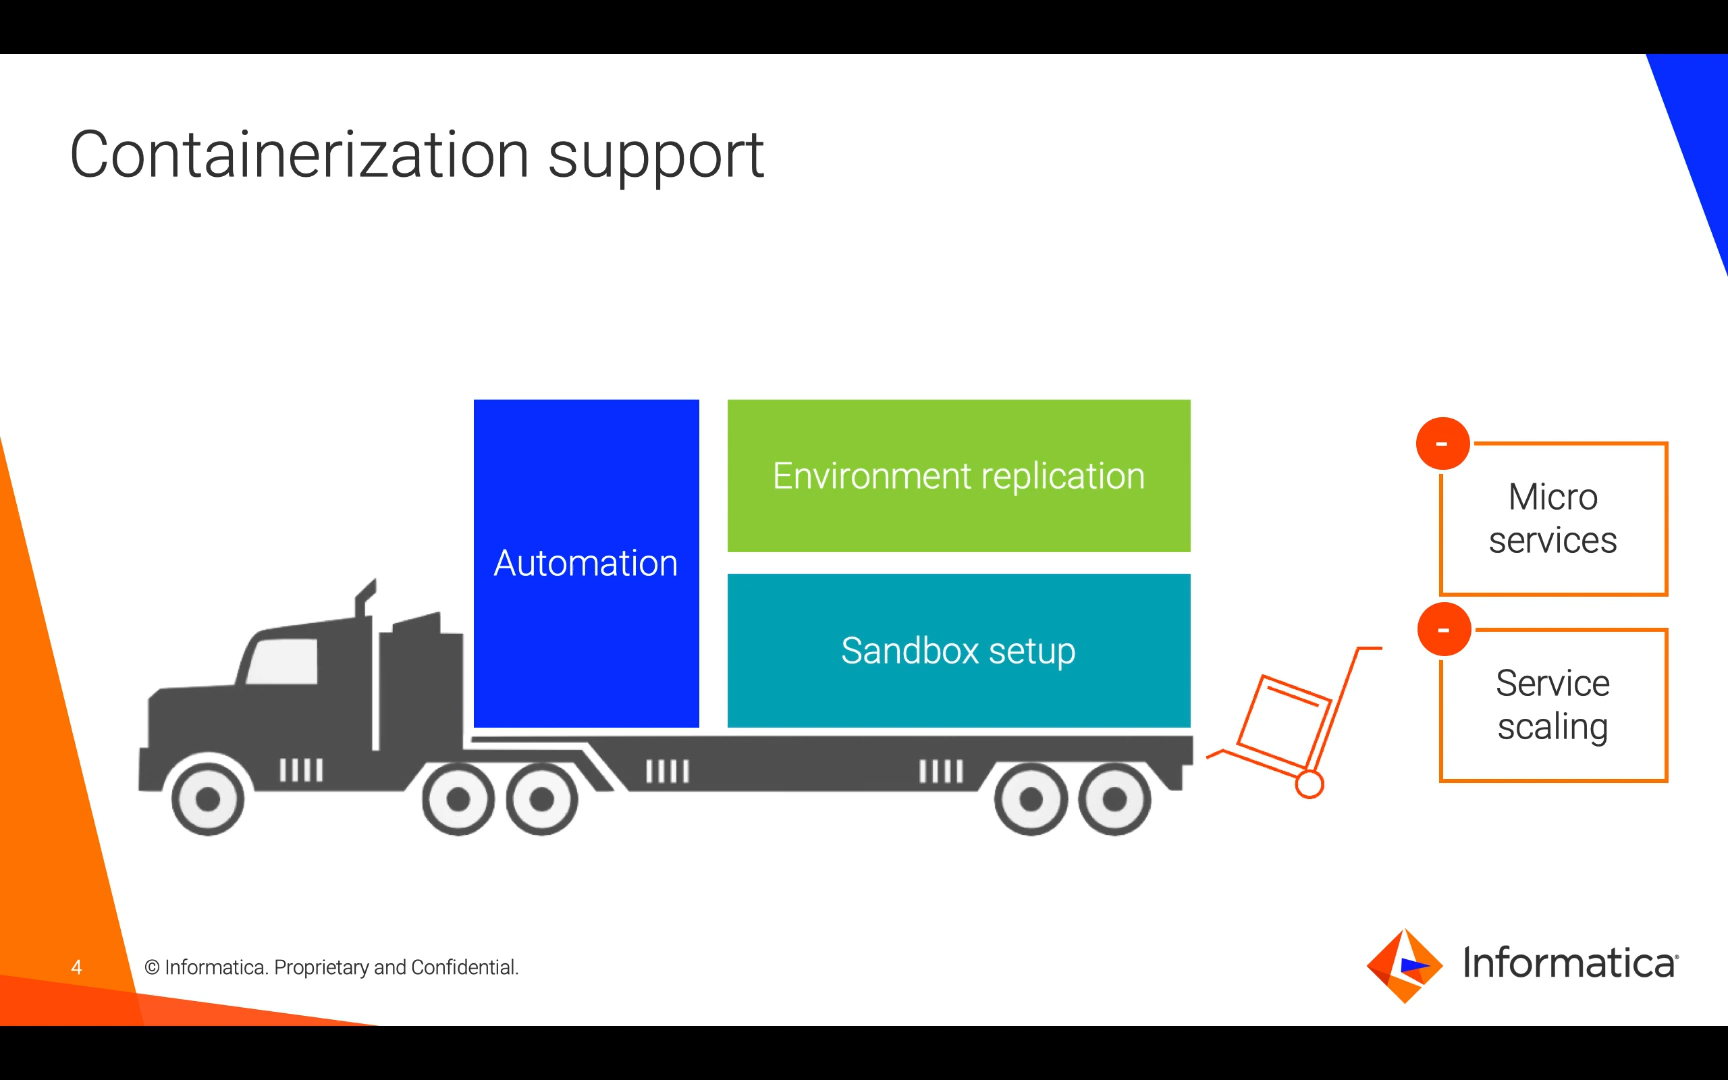 Containerization support
Automation
Environment replication
Sandbox setup
-
Micro
services
-
Service
scaling
4
© Informatica. Proprietary and Confidential.
Informatica